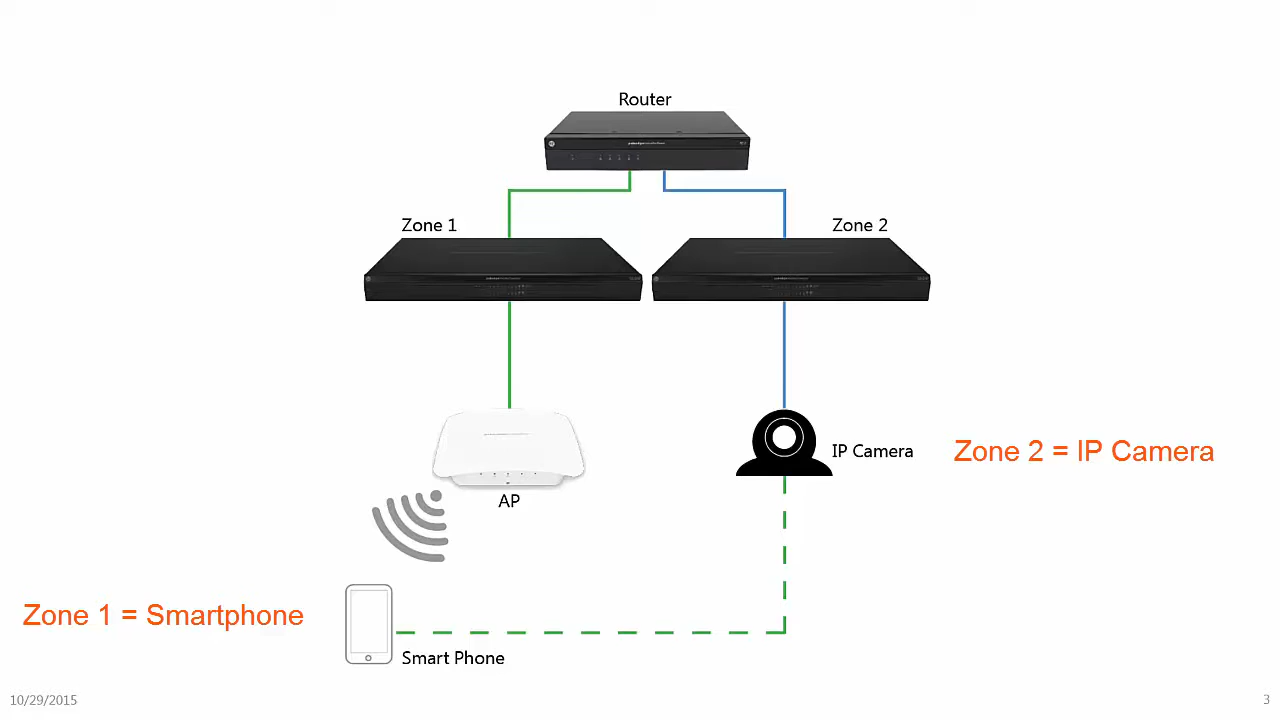 Router
Zone 1
Zone 2
IP Camera
Zone 2 = IP Camera
AP
Zone 1 = Smartphone
Smart Phone
10/29/2015
3